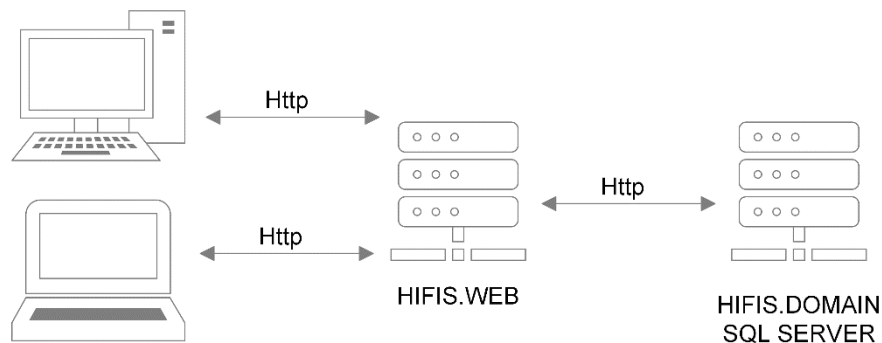 Http
Http
Http
HIFIS.WEB
HIFIS.DOMAIN
SQL SERVER